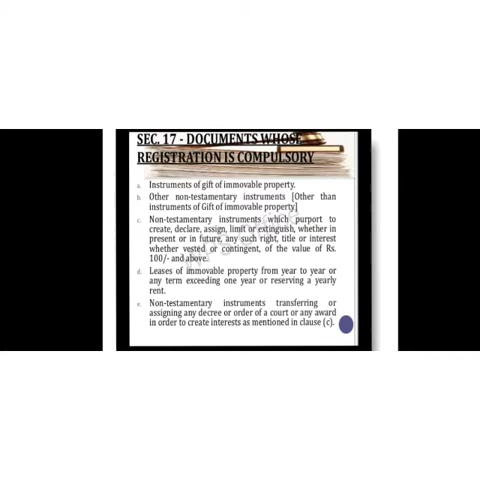 SEC. 17 - DOCUMENTS WHOSE
REGISTRATION IS COMPULSORY
a. Instruments of gift of immovable property.
b. Other non-testamentary instruments [Other than
instruments of Gift of immovable property]
c. Non-testamentary instruments which purport to
create, declare, assign, limit or extinguish, whether in
present or in future, any other right, title or interest
whether vested or contingent, of the value of Rs.
100/- and above.
d. Leases of immovable property from year to year or
any term exceeding one year or reserving a yearly
rent.
e. Non-testamentary instruments transferring or
assigning any decree or order of a court or any award
in order to create interests as mentioned in clause (c).